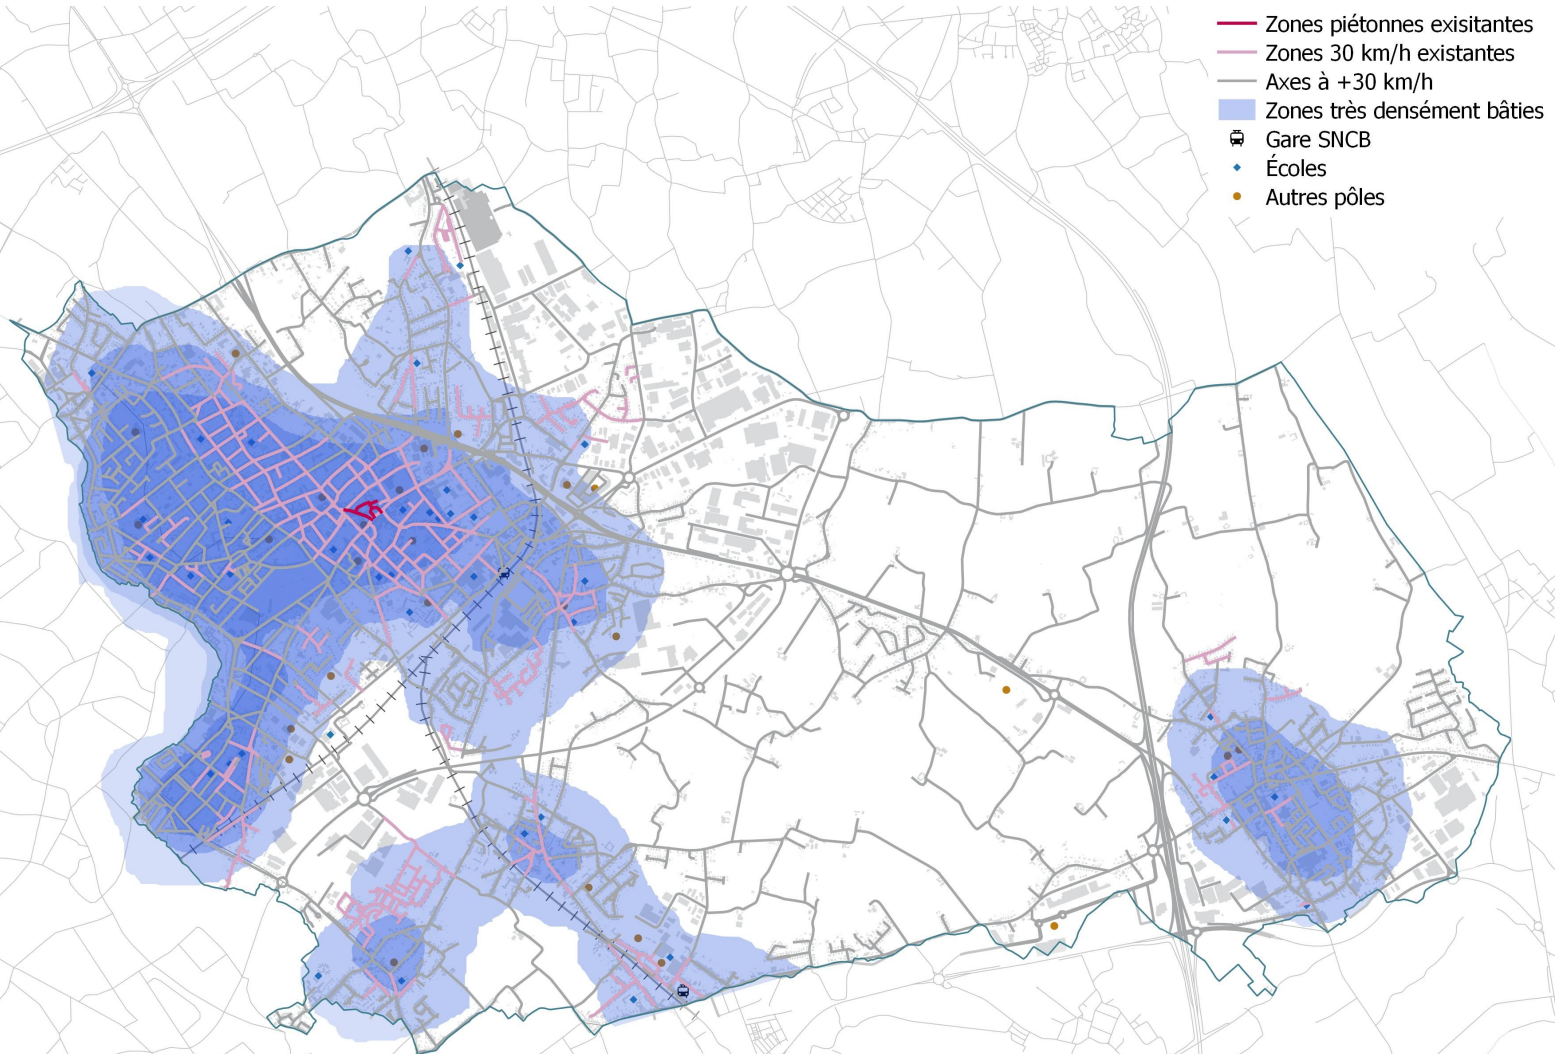 Zones piétonnes exisitantes
Zones 30 km/h existantes
Axes à +30 km/h
Zones très densément bâties
Gare SNCB
Écoles
Autres pôles